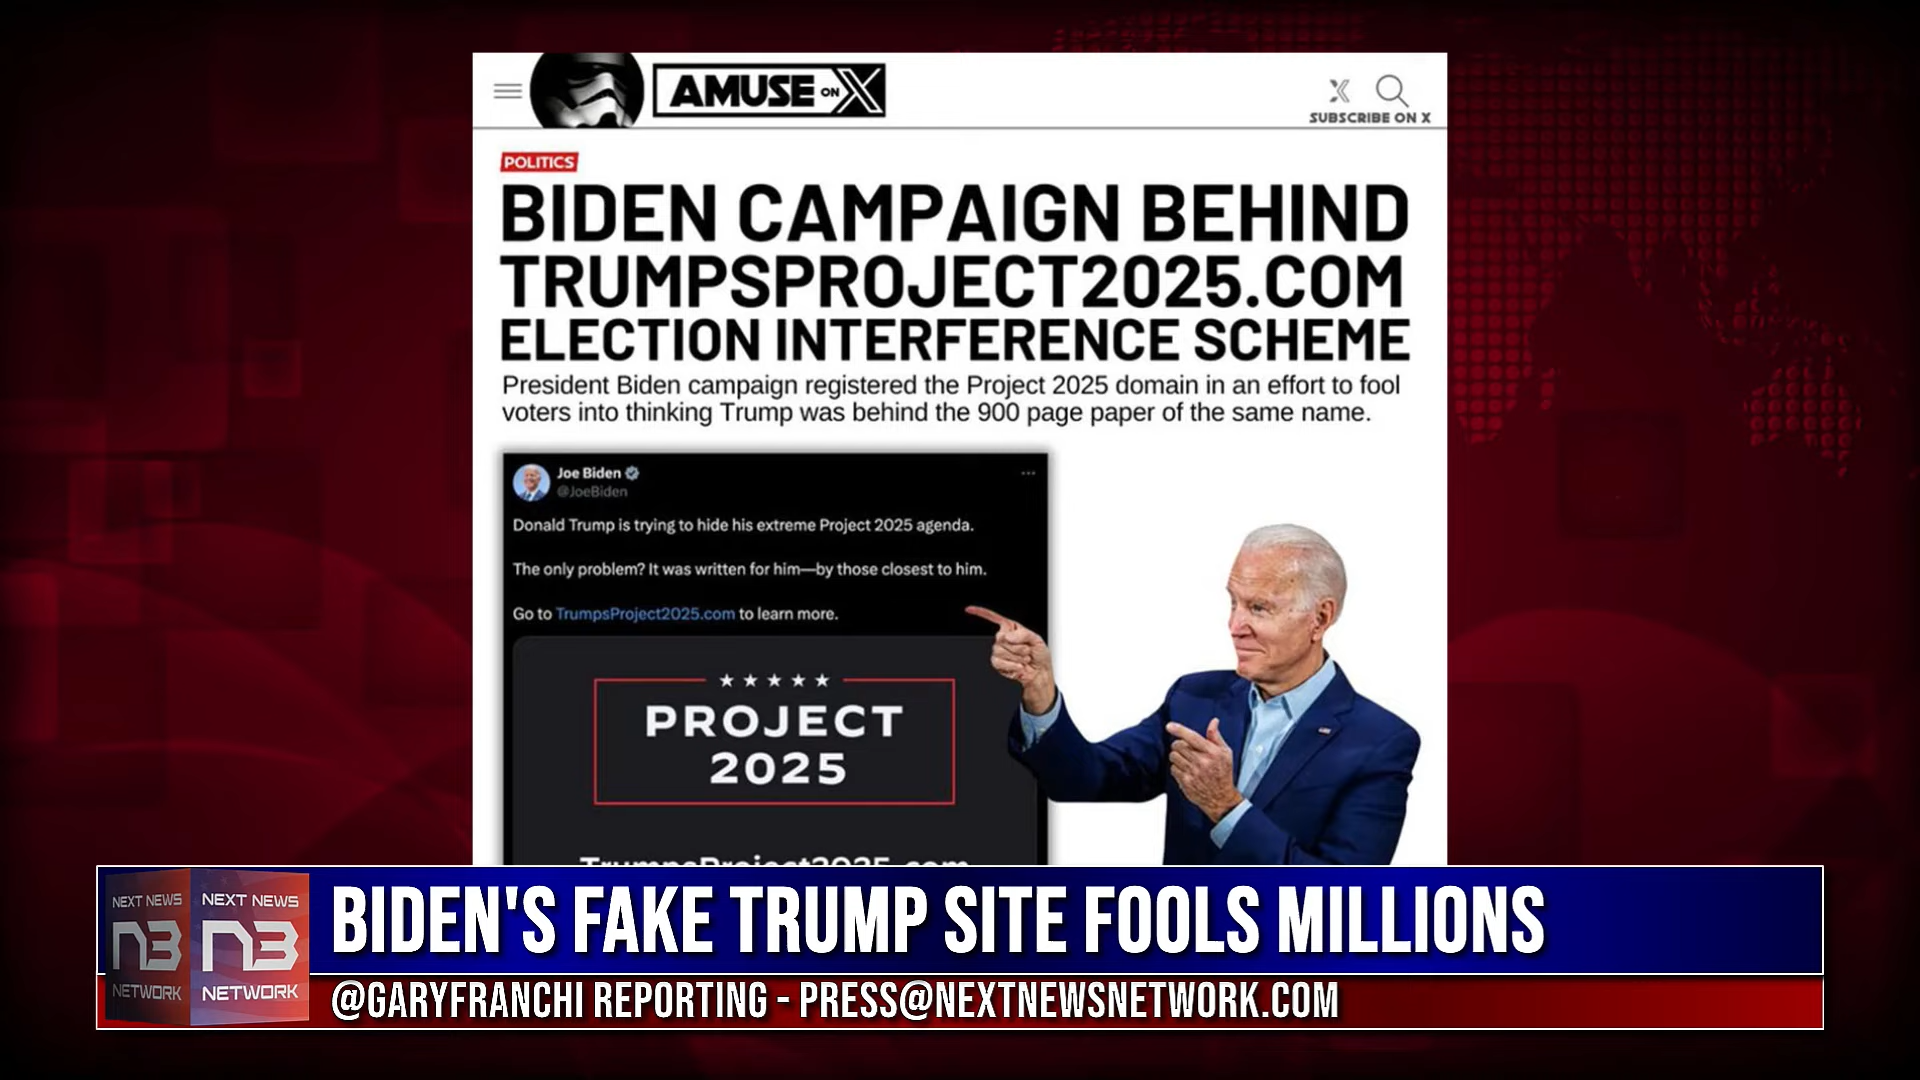 AMUSE ON X
SUBSCRIBE ON X
POLITICS
BIDEN CAMPAIGN BEHIND
TRUMPSPROJECT2025.COM
ELECTION INTERFERENCE SCHEME
President Biden campaign registered the Project 2025 domain in an effort to fool
voters into thinking Trump was behind the 900 page paper of the same name.
Joe Biden
@JoeBiden
Donald Trump is trying to hide his extreme Project 2025 agenda.
The only problem? It was written for him—by those closest to him.
Go to TrumpsProject2025.com to learn more.
PROJECT
2025
TrumpsProject2025.com
NEXT NEWS
N3
NETWORK
NEXT NEWS
N3
NETWORK
BIDEN'S FAKE TRUMP SITE FOOLS MILLIONS
@GARYFRANCHI REPORTING - PRESS@NEXTNEWSNETWORK.COM